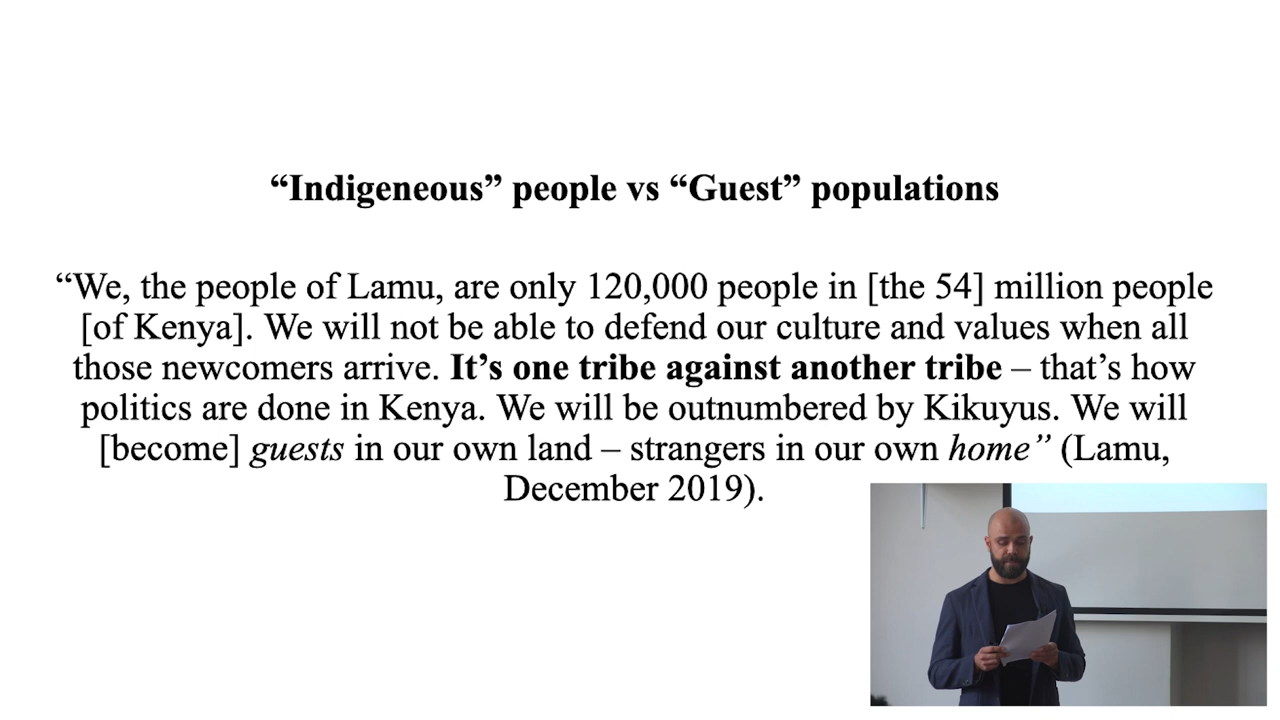 “Indigeneous” people vs “Guest” populations
“We, the people of Lamu, are only 120,000 people in [the 54] million people
[of Kenya]. We will not be able to defend our culture and values when all
those newcomers arrive. It’s one tribe against another tribe – that’s how
politics are done in Kenya. We will be outnumbered by Kikuyus. We will
[become] guests in our own land – strangers in our own home” (Lamu,
December 2019).